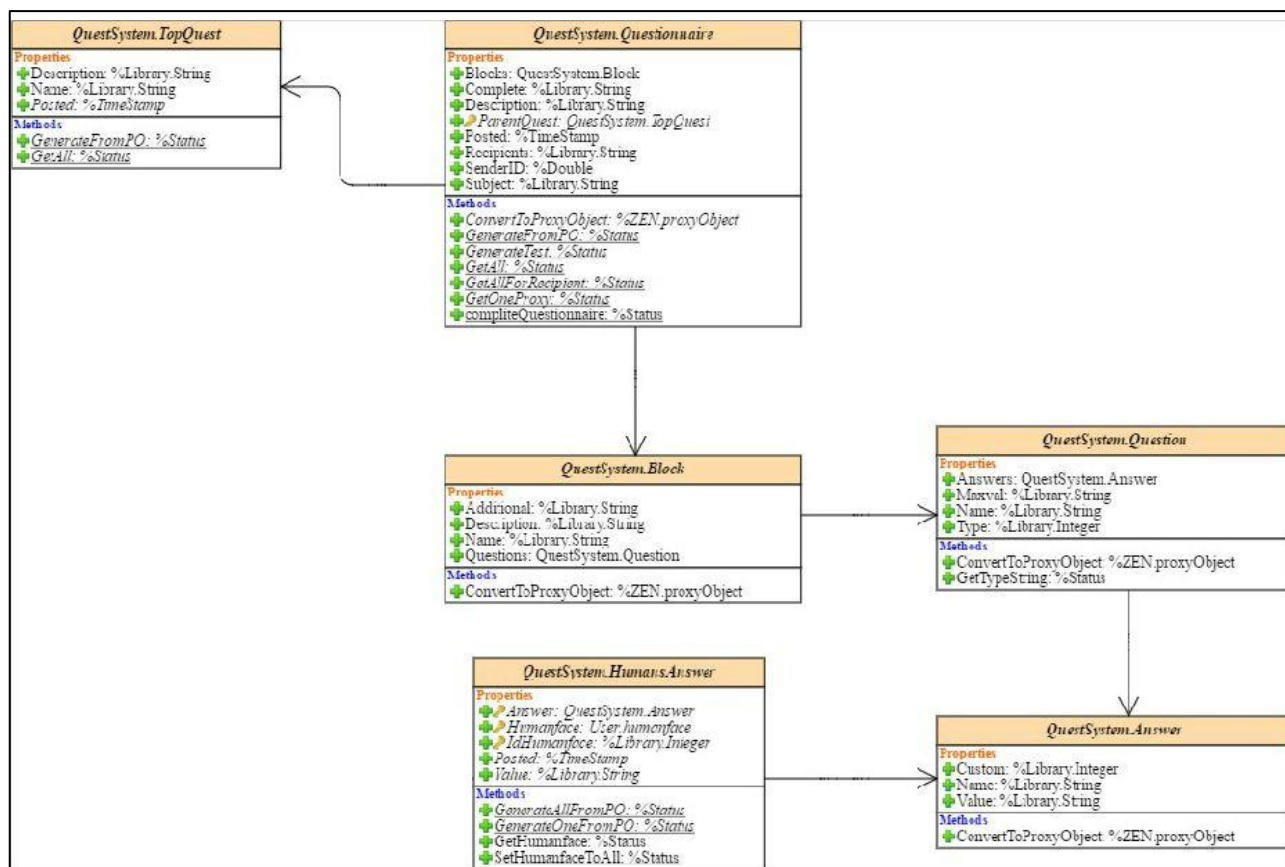 QuestSystem.TopQuest
Properties
Description: %Library.String
Name: %Library.String
Posted: %TimeStamp
Methods
GenerateFromPO: %Status
GetAll: %Status
QuestSystem.Questionnaire
Properties
Blocks: QuestSystem.Block
Complete: %Library.String
Description: %Library.String
ParentQuest: QuestSystem.TopQuest
Posted: %TimeStamp
Recipients: %Library.String
SenderID: %Double
Subject: %Library.String
Methods
ConvertToProxyObject: %ZEN.proxyObject
GenerateFromPO: %Status
GenerateTest: %Status
GetAll: %Status
GetAllForRecipient: %Status
GetOneProxy: %Status
compliteQuestionnaire: %Status
QuestSystem.Block
Properties
Additional: %Library.String
Description: %Library.String
Name: %Library.String
Questions: QuestSystem.Question
Methods
ConvertToProxyObject: %ZEN.proxyObject
QuestSystem.Question
Properties
Answers: QuestSystem.Answer
Maxval: %Library.String
Name: %Library.String
Type: %Library.Integer
Methods
ConvertToProxyObject: %ZEN.proxyObject
GetTypeString: %Status
QuestSystem.Humans.Answer
Properties
Answer: QuestSystem.Answer
Humanface: User.humanface
IdHumanface: %Library.Integer
Posted: %TimeStamp
Value: %Library.String
Methods
GenerateAllFromPO: %Status
GenerateOneFromPO: %Status
GetHumanface: %Status
SetHumanfaceToAll: %Status
QuestSystem.Answer
Properties
Custom: %Library.Integer
Name: %Library.String
Value: %Library.String
Methods
ConvertToProxyObject: %ZEN.proxyObject